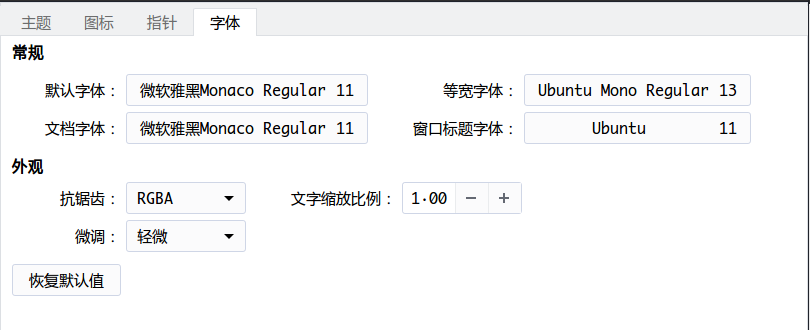 主题 图标 指针 字体
常规
默认字体： 微软雅黑Monaco Regular 11 等宽字体： Ubuntu Mono Regular 13
文档字体： 微软雅黑Monaco Regular 11 窗口标题字体： Ubuntu 11
外观
抗锯齿： RGBA 文字缩放比例： 1.00 − +
微调： 轻微
恢复默认值